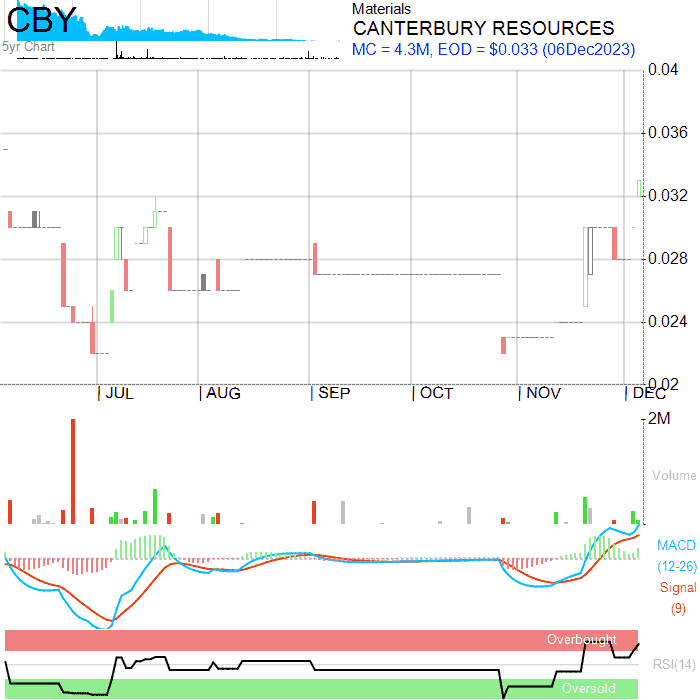 CBY
5yr Chart
Materials
CANTERBURY RESOURCES
MC = 4.3M, EOD = $0.033 (06Dec2023)
0.04
0.036
0.032
0.028
0.024
0.02
JUL
AUG
SEP
OCT
NOV
DEC
2M
Volume
MACD
(12-26)
Signal
(9)
Overbought
RSI(14)
Oversold